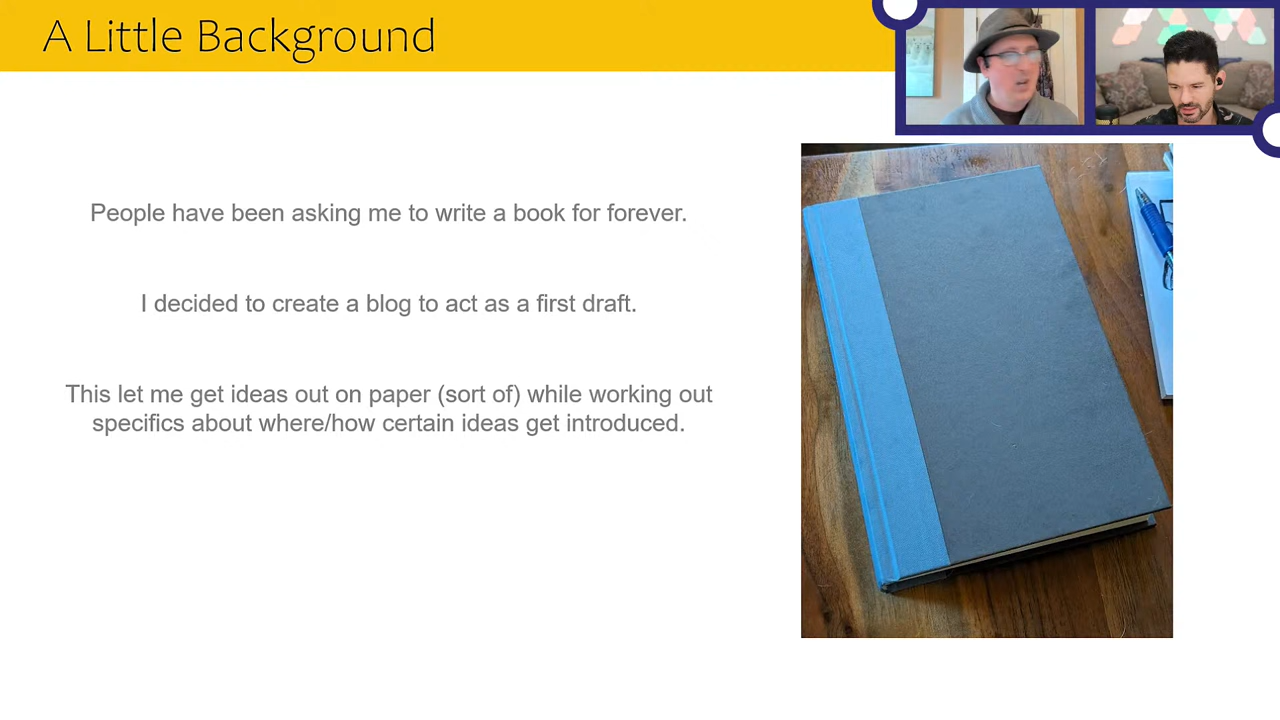 A Little Background
People have been asking me to write a book for forever.
I decided to create a blog to act as a first draft.
This let me get ideas out on paper (sort of) while working out
specifics about where/how certain ideas get introduced.